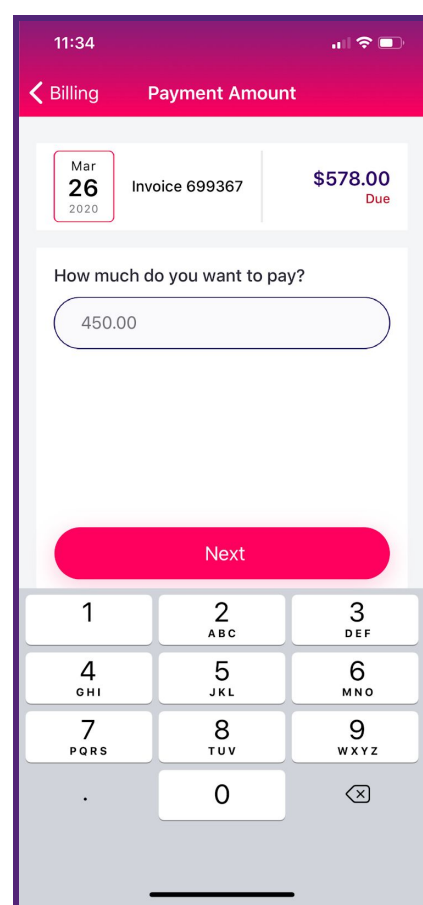 11:34
Billing
Payment Amount
Mar
26
2020
Invoice 699367
$578.00
Due
How much do you want to pay?
450.00
Next
1
2
ABC
3
DEF
4
GHI
5
JKL
6
MNO
7
PQRS
8
TUV
9
WXYZ
.
0